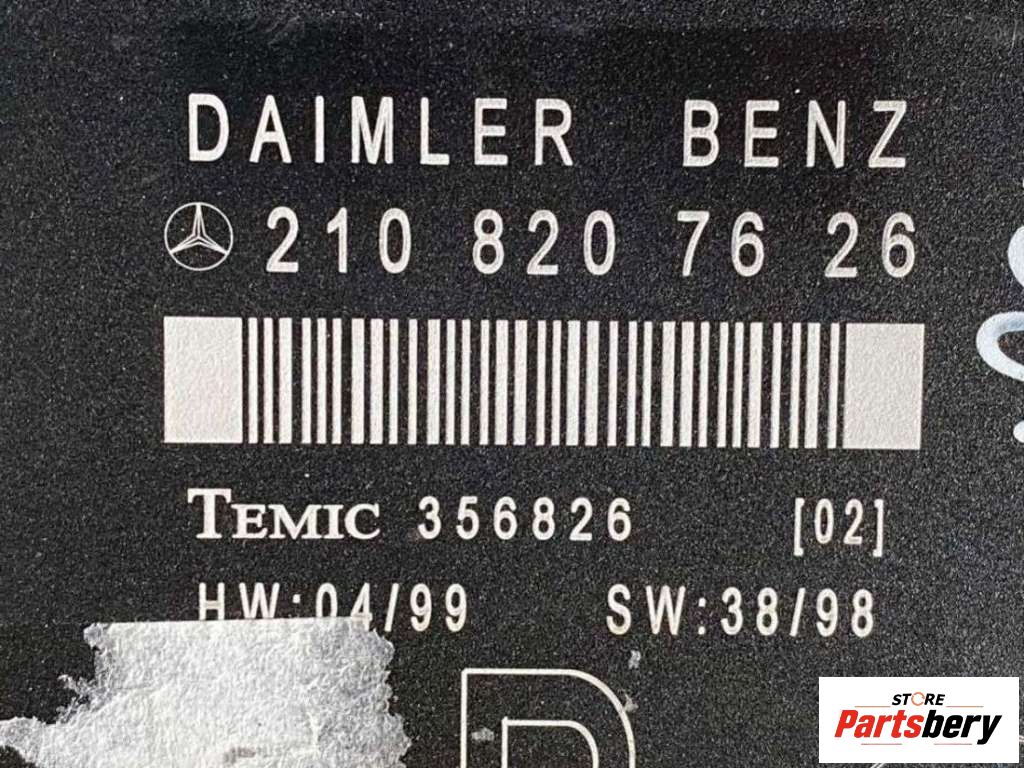 DAIMLER BENZ
210 820 76 26
TEMIC 356826 [02]
HW:04/99 SW:38/98
D
STORE
Partsbery